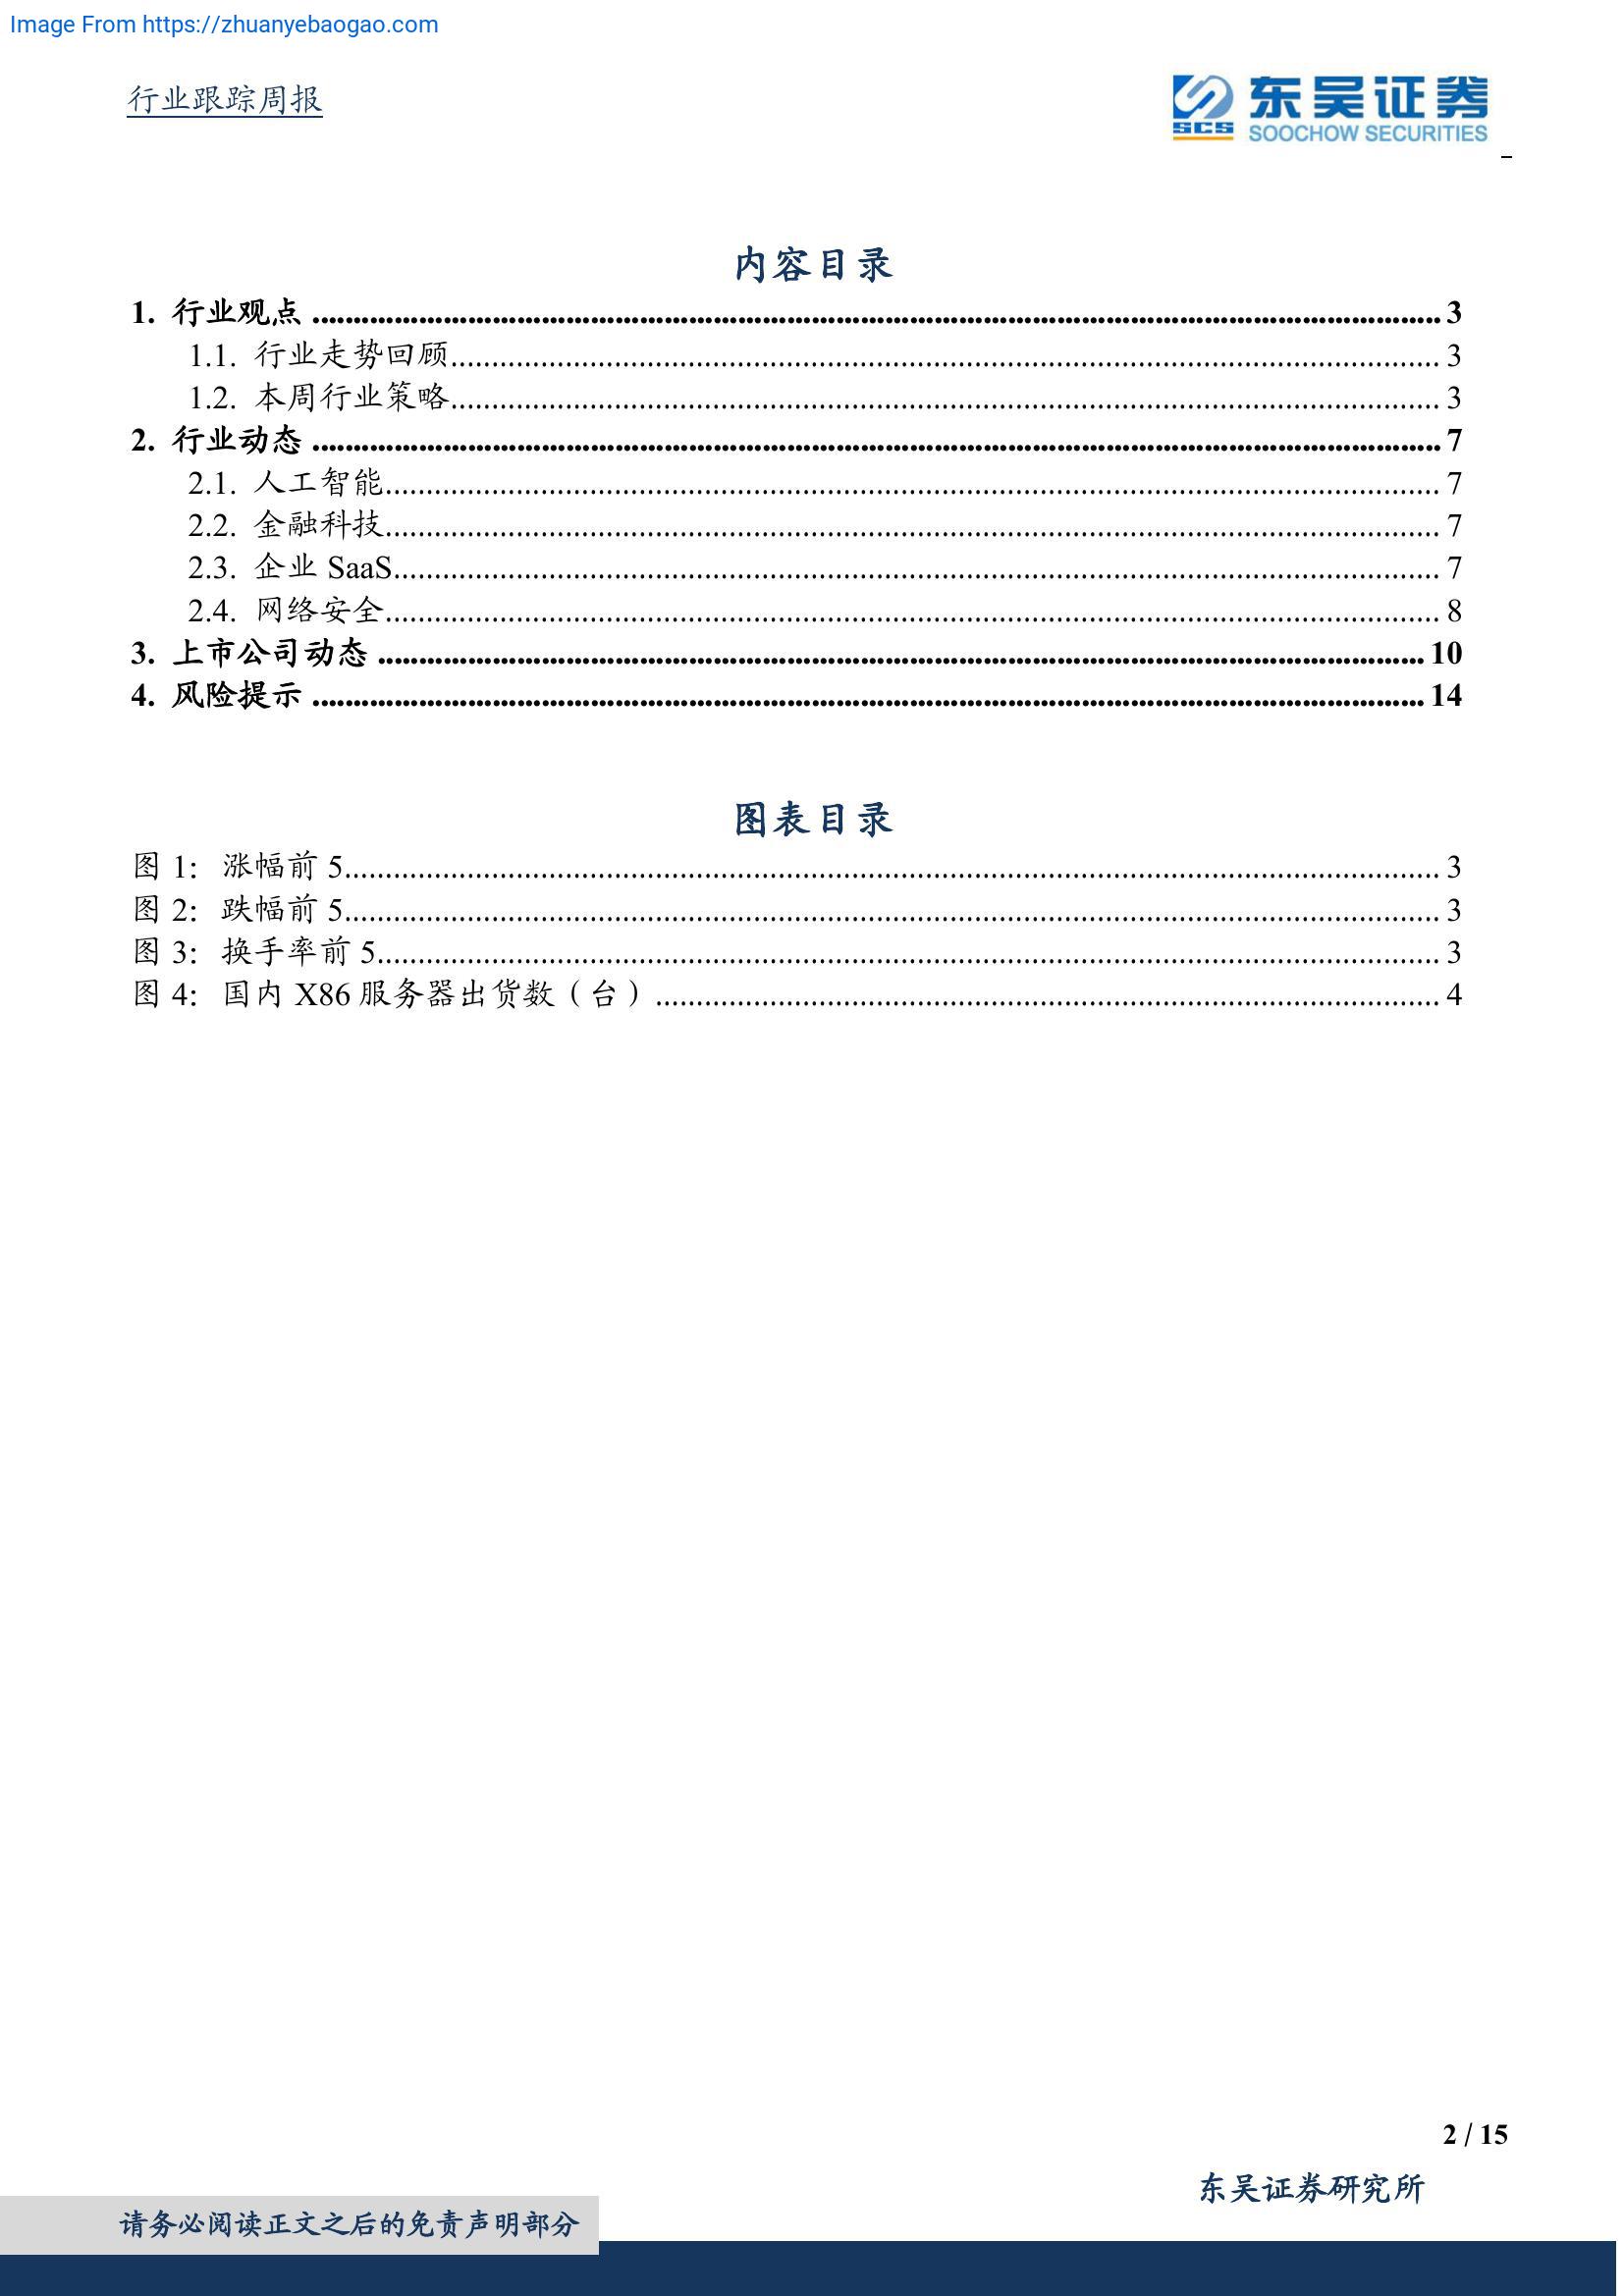 Image From https://zhuanyebaogao.com
行业跟踪周报
东吴证券
SCS
SOOCHOW SECURITIES
内容目录
1. 行业观点 ........ 3
1.1. 行业走势回顾 ........ 3
1.2. 本周行业策略 ........ 3
2. 行业动态 ........ 7
2.1. 人工智能 ........ 7
2.2. 金融科技 ........ 7
2.3. 企业 SaaS ........ 7
2.4. 网络安全 ........ 8
3. 上市公司动态 ........ 10
4. 风险提示 ........ 14
图表目录
图 1: 涨幅前 5 ........ 3
图 2: 跌幅前 5 ........ 3
图 3: 换手率前 5 ........ 3
图 4: 国内 X86 服务器出货数（台） ........ 4
2 / 15
东吴证券研究所
请务必阅读正文之后的免责声明部分